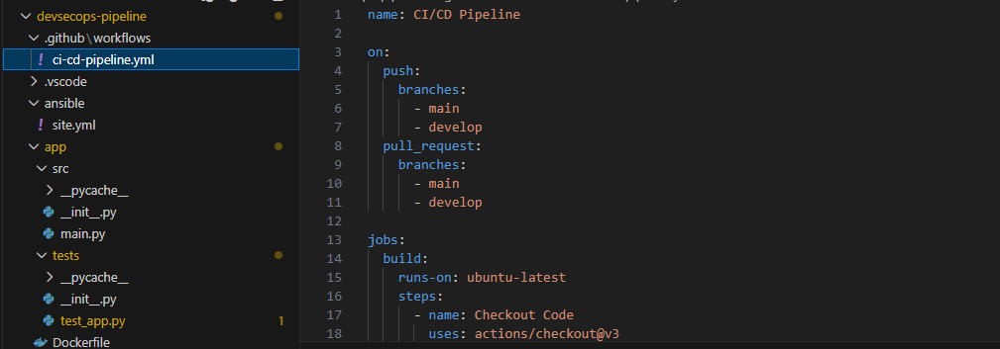 devsecops-pipeline
.github\workflows
! ci-cd-pipeline.yml
.vscode
ansible
! site.yml
app
src
__pycache__
__init__.py
main.py
tests
__pycache__
__init__.py
test_app.py 1
Dockerfile
1 name: CI/CD Pipeline
2
3 on:
4 push:
5 branches:
6 - main
7 - develop
8 pull_request:
9 branches:
10 - main
11 - develop
12
13 jobs:
14 build:
15 runs-on: ubuntu-latest
16 steps:
17 - name: Checkout Code
18 uses: actions/checkout@v3